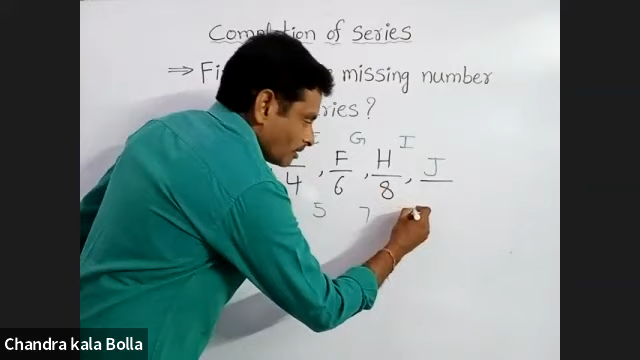 Completion of series
⇒ Fi missing number
ries?
G I
4 , F/6 , H/8 , J/
5 7
Chandra kala Bolla